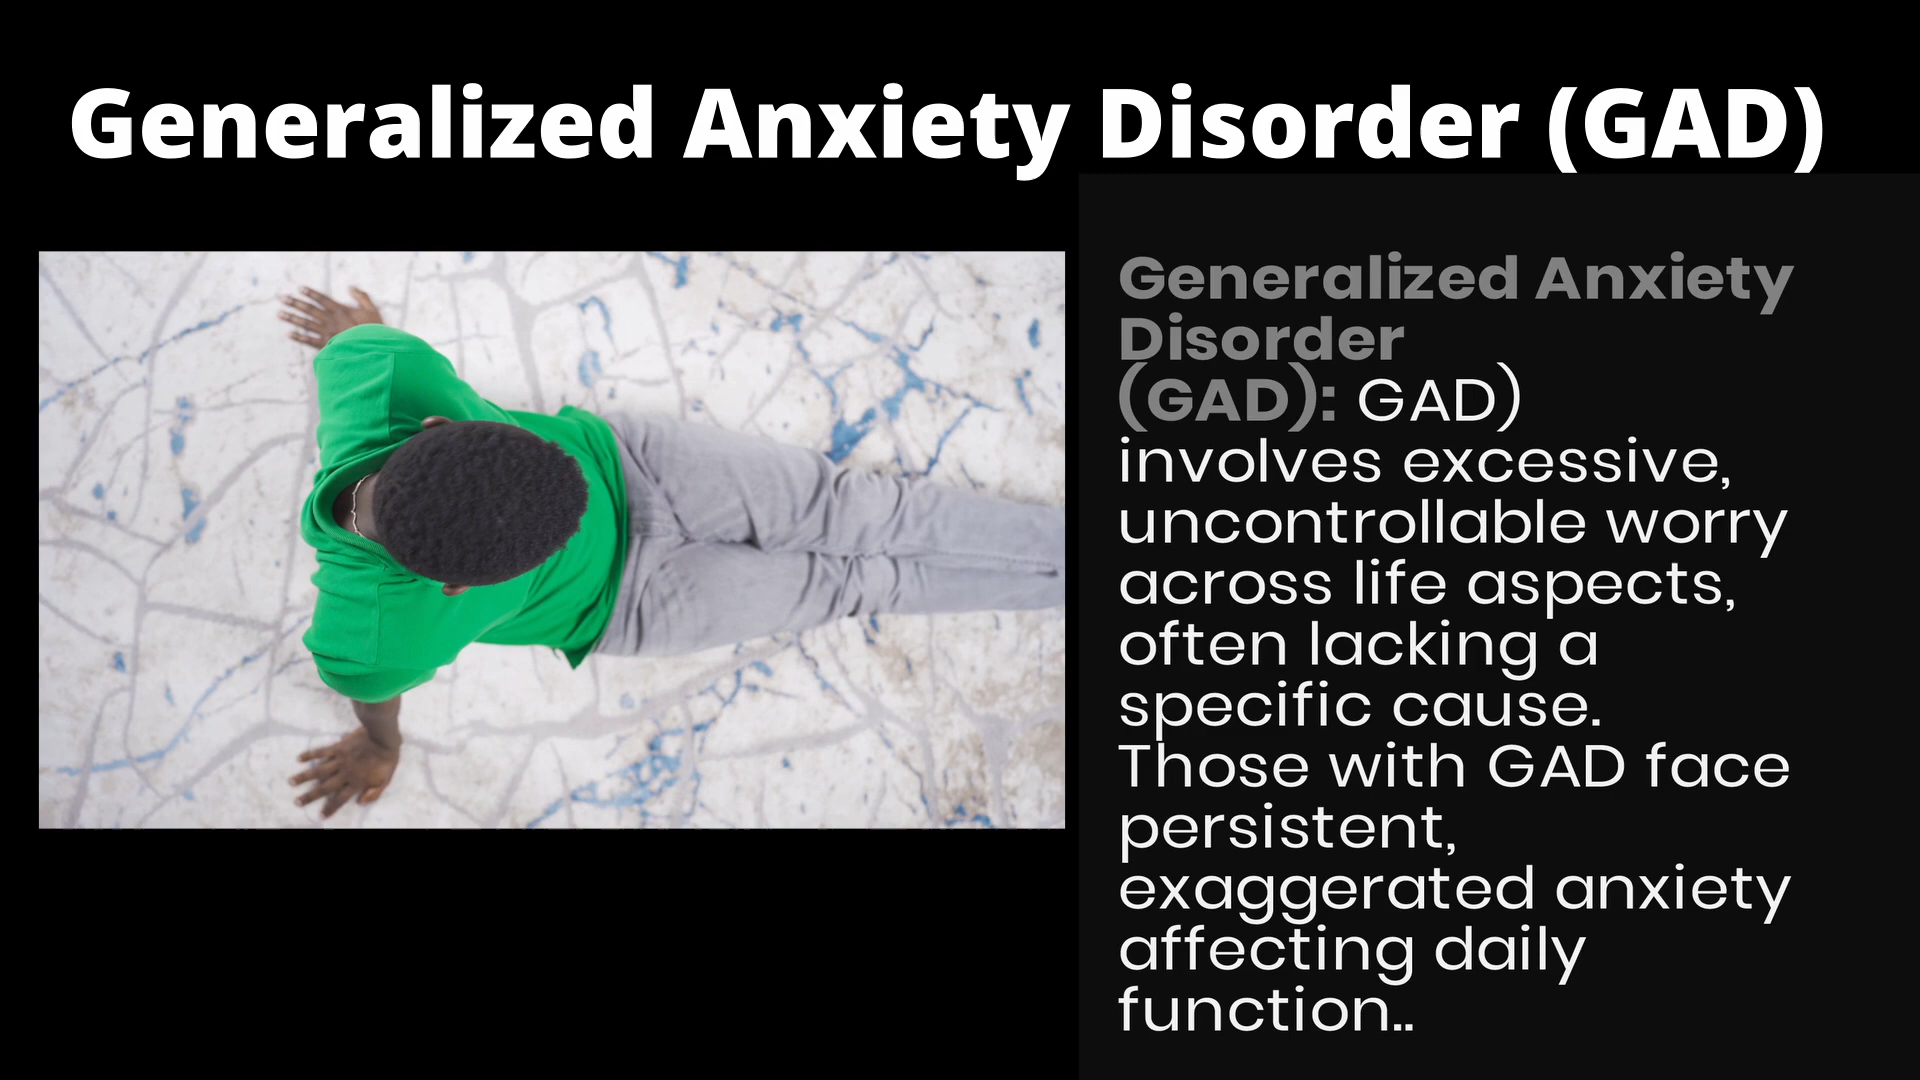 Generalized Anxiety Disorder (GAD)
Generalized Anxiety
Disorder
(GAD): GAD)
involves excessive,
uncontrollable worry
across life aspects,
often lacking a
specific cause.
Those with GAD face
persistent,
exaggerated anxiety
affecting daily
function..